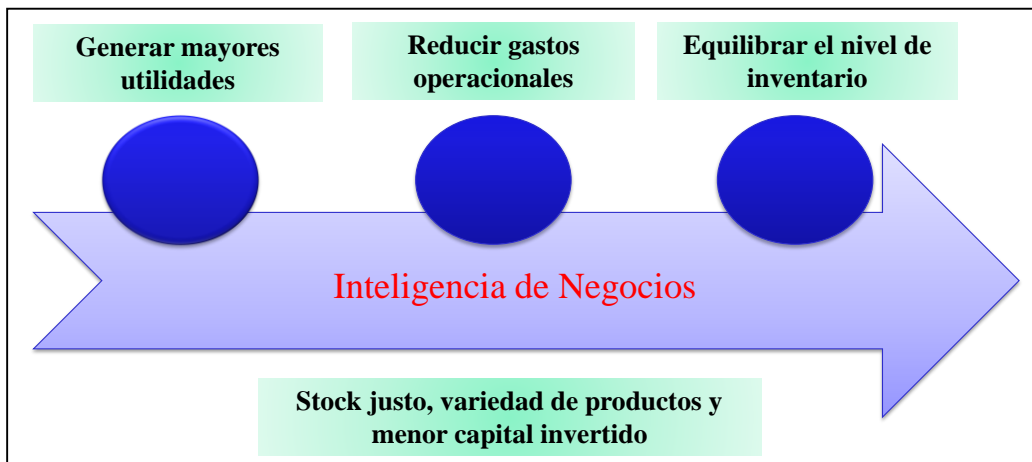 Generar mayores
utilidades
Reducir gastos
operacionales
Equilibrar el nivel de
inventario
Inteligencia de Negocios
Stock justo, variedad de productos y
menor capital invertido